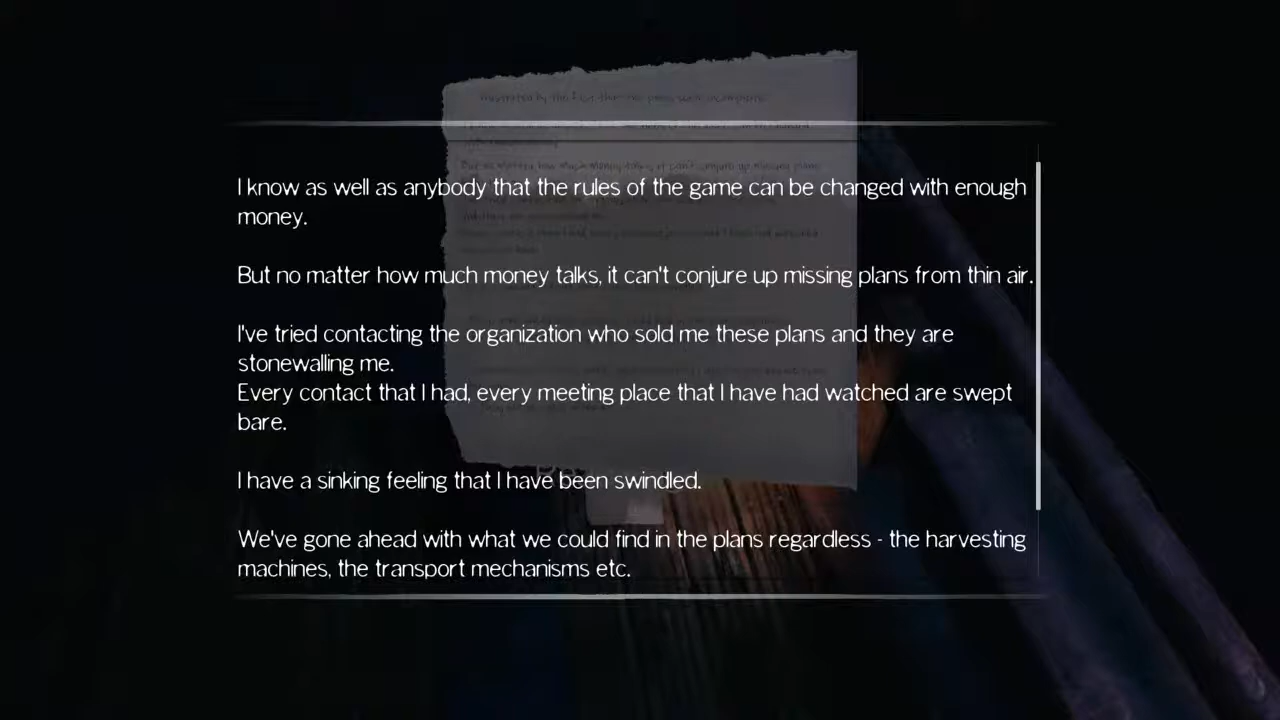 I know as well as anybody that the rules of the game can be changed with enough
money.
But no matter how much money talks, it can't conjure up missing plans from thin air.
I've tried contacting the organization who sold me these plans and they are
stonewalling me.
Every contact that I had, every meeting place that I have had watched are swept
bare.
I have a sinking feeling that I have been swindled.
We've gone ahead with what we could find in the plans regardless - the harvesting
machines, the transport mechanisms etc.